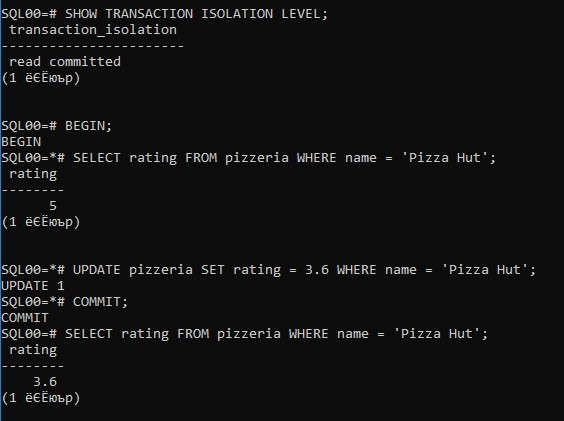 SQL00=# SHOW TRANSACTION ISOLATION LEVEL;
transaction_isolation
-----------------------
read committed
(1 ёЄЁюър)
SQL00=# BEGIN;
BEGIN
SQL00=*# SELECT rating FROM pizzeria WHERE name = 'Pizza Hut';
rating
--------
5
(1 ёЄЁюър)
SQL00=*# UPDATE pizzeria SET rating = 3.6 WHERE name = 'Pizza Hut';
UPDATE 1
SQL00=*# COMMIT;
COMMIT
SQL00=# SELECT rating FROM pizzeria WHERE name = 'Pizza Hut';
rating
--------
3.6
(1 ёЄЁюър)